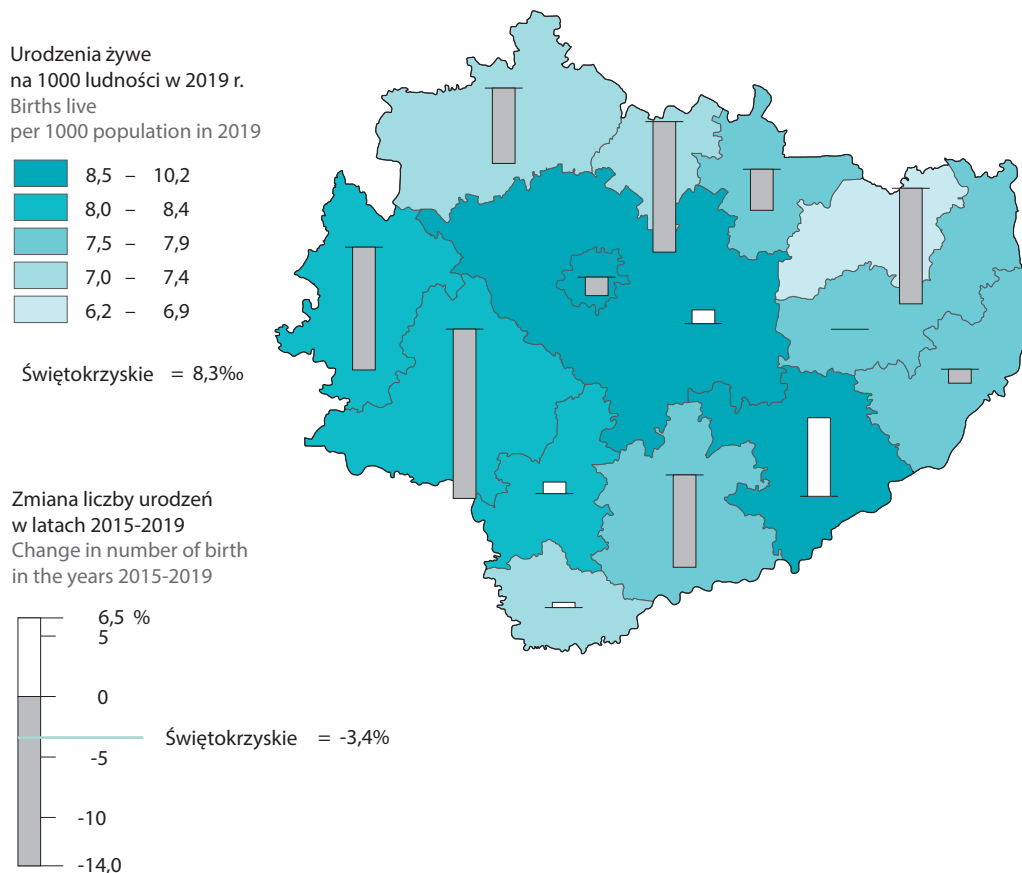 Urodzenia żywe
na 1000 ludności w 2019 r.
Births live
per 1000 population in 2019
8,5 – 10,2
8,0 – 8,4
7,5 – 7,9
7,0 – 7,4
6,2 – 6,9
Świętokrzyskie = 8,3‰
Zmiana liczby urodzeń
w latach 2015-2019
Change in number of birth
in the years 2015-2019
6,5 %
5
0
Świętokrzyskie = -3,4%
-5
-10
-14,0